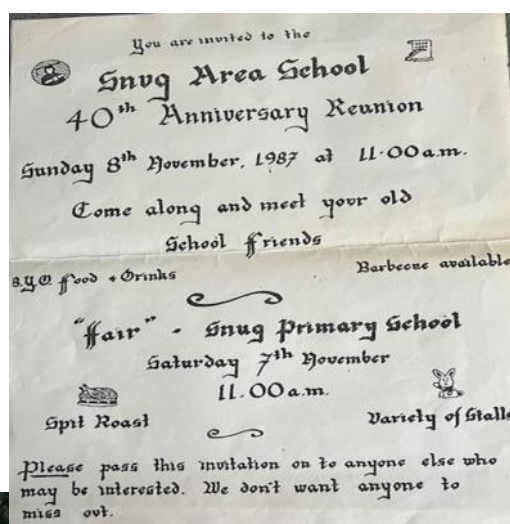 You are invited to the
Snug Area School
40th Anniversary Reunion
Sunday 8th November, 1987 at 11.00a.m.
Come along and meet your old
School Friends
B.Y.O. Food & Drinks
Barbecue available
"Fair" - Snug Primary School
Saturday 7th November
11.00a.m.
Spit Roast
Variety of Stalls
Please pass this invitation on to anyone else who
may be interested. We don't want anyone to
miss out.